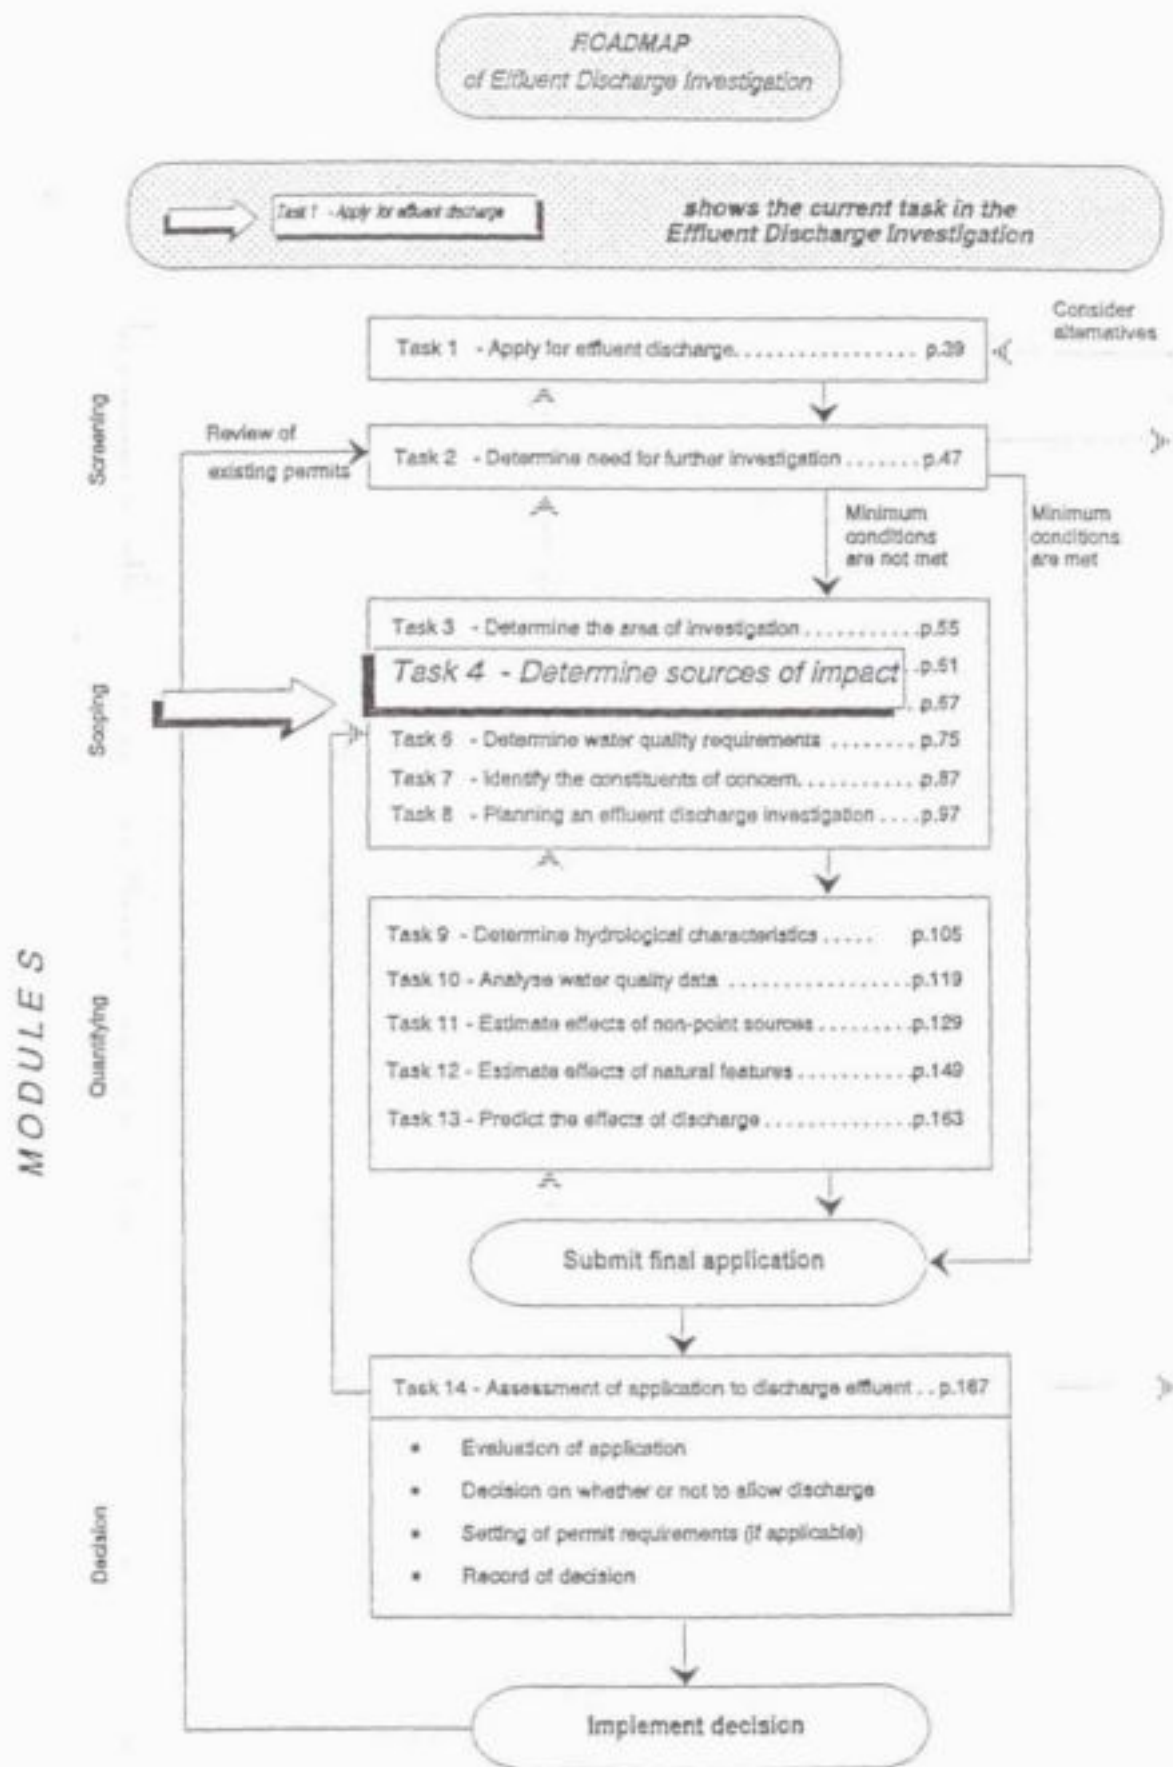 ROADMAP
of Effluent Discharge Investigation
Task 1 - Apply for effluent discharge
shows the current task in the
Effluent Discharge Investigation
Consider
alternatives
Task 1 - Apply for effluent discharge. . . . . . . . . . . . . . . . . p.39
Screening
Review of
existing permits
Task 2 - Determine need for further investigation . . . . . . . p.47
Minimum
conditions
are not met
Minimum
conditions
are met
Scoping
Task 3 - Determine the area of investigation . . . . . . . . . . . p.55
Task 4 - Determine sources of impact . . p.61
. p.67
Task 6 - Determine water quality requirements . . . . . . . . p.75
Task 7 - Identify the constituents of concern. . . . . . . . . . . p.87
Task 8 - Planning an effluent discharge investigation . . . . p.97
MODULES
Quantifying
Task 9 - Determine hydrological characteristics . . . . . p.105
Task 10 - Analyse water quality data . . . . . . . . . . . . . . . . . p.119
Task 11 - Estimate effects of non-point sources . . . . . . . . . p.129
Task 12 - Estimate effects of natural features . . . . . . . . . . . p.149
Task 13 - Predict the effects of discharge . . . . . . . . . . . . . . p.163
Submit final application
Decision
Task 14 - Assessment of application to discharge effluent . . p.167
• Evaluation of application
• Decision on whether or not to allow discharge
• Setting of permit requirements (if applicable)
• Record of decision
Implement decision